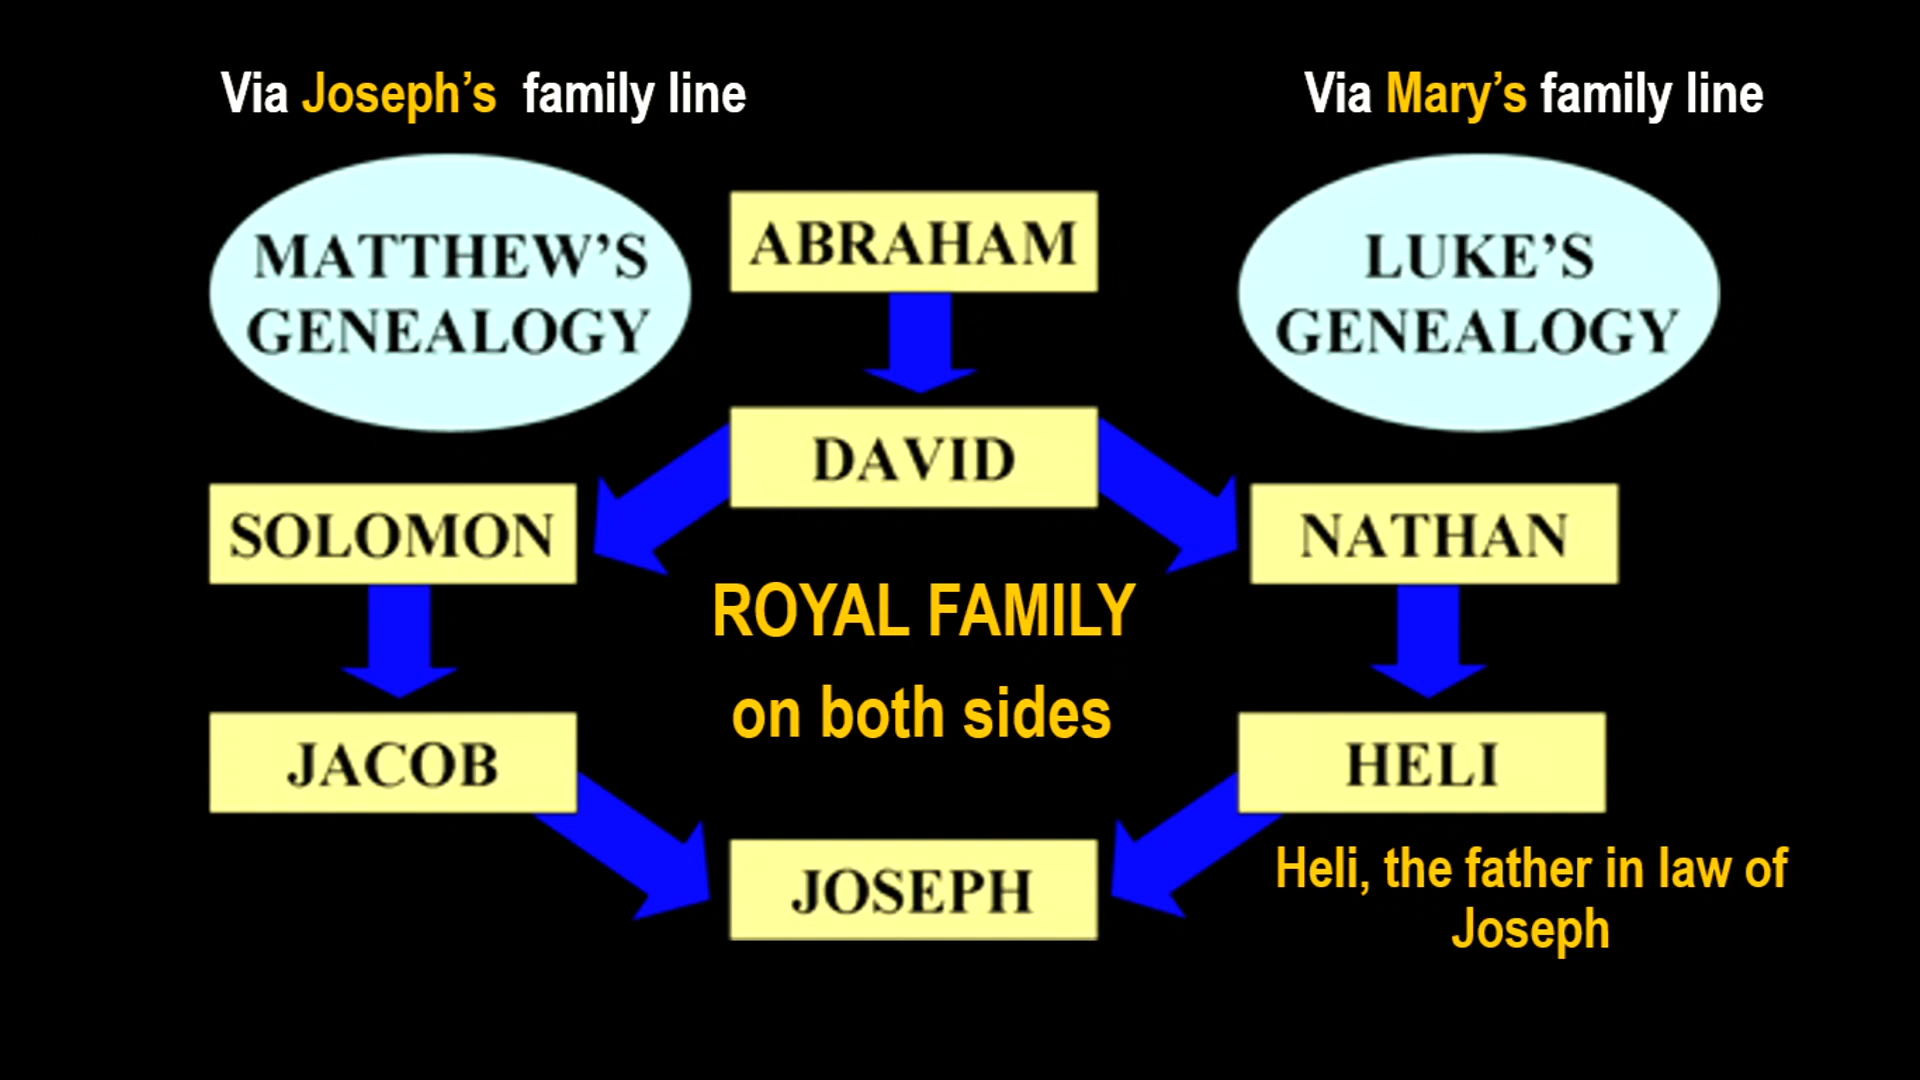 Via Joseph's family line
Via Mary's family line
MATTHEW'S
GENEALOGY
ABRAHAM
LUKE'S
GENEALOGY
DAVID
SOLOMON
NATHAN
ROYAL FAMILY
on both sides
JACOB
HELI
JOSEPH
Heli, the father in law of
Joseph